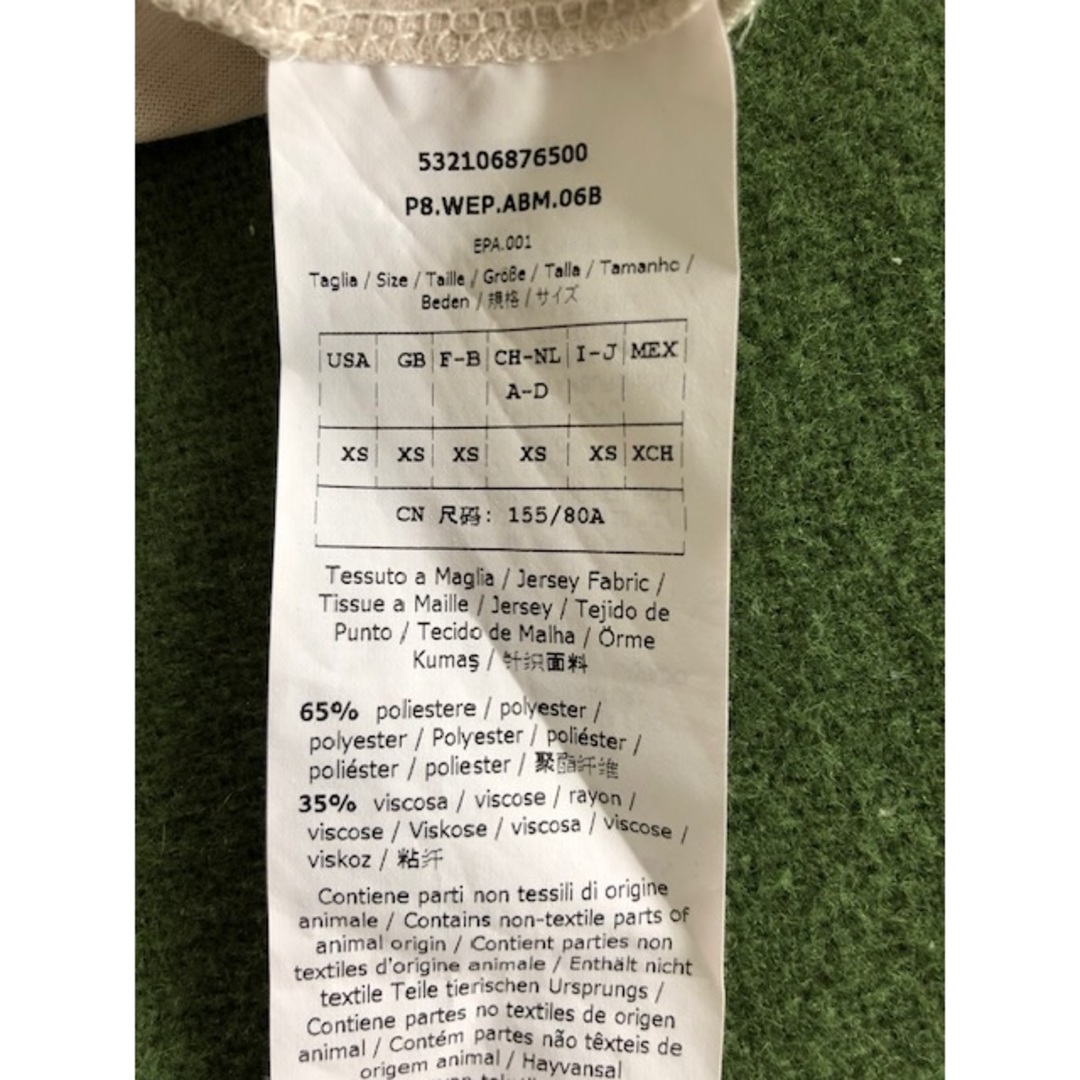 532106876500
P8.WEP.ABM.06B
EPA.001
Taglia / Size / Taille / Größe / Talla / Tamanho /
Beden / 規格 / サイズ
USA GB F-B CH-NL I-J MEX
A-D
XS XS XS XS XS XCH
CN 尺码: 155/80A
Tessuto a Maglia / Jersey Fabric /
Tissue a Maille / Jersey / Tejido de
Punto / Tecido de Malha / Örme
Kumaş / 针织面料
65% poliestere / polyester /
polyester / Polyester / poliéster /
poliéster / poliester / 聚酯纤维
35% viscosa / viscose / rayon /
viscose / Viskose / viscosa / viscose /
viskoz / 粘纤
Contiene parti non tessili di origine
animale / Contains non-textile parts of
animal origin / Contient parties non
textiles d'origine animale / Enthält nicht
textile Teile tierischen Ursprungs /
Contiene partes no textiles de origen
animal / Contém partes não têxteis de
origem animal / Hayvansal